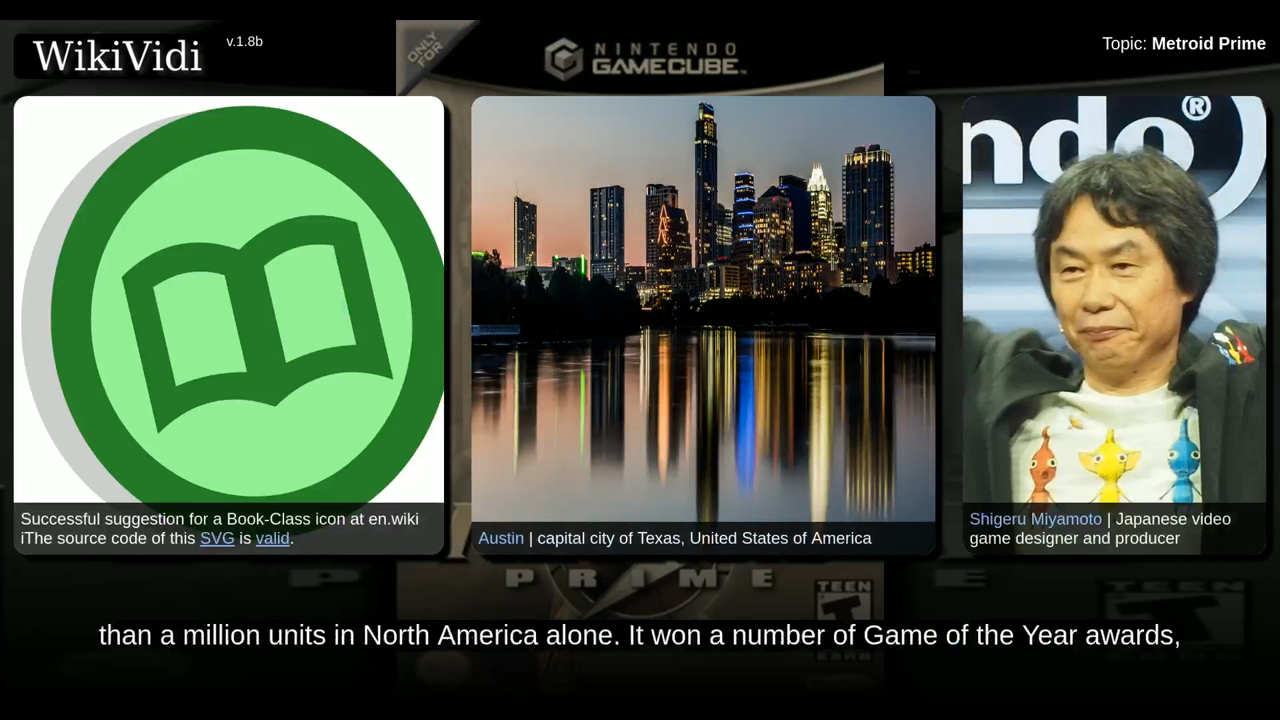 WikiVidi
v.1.8b
ONLY
FOR
NINTENDO
GAMECUBE™
Topic: Metroid Prime
ndo®
Successful suggestion for a Book-Class icon at en.wiki
iThe source code of this SVG is valid.
Austin | capital city of Texas, United States of America
Shigeru Miyamoto | Japanese video
game designer and producer
P R I M E
TEEN
T
than a million units in North America alone. It won a number of Game of the Year awards,